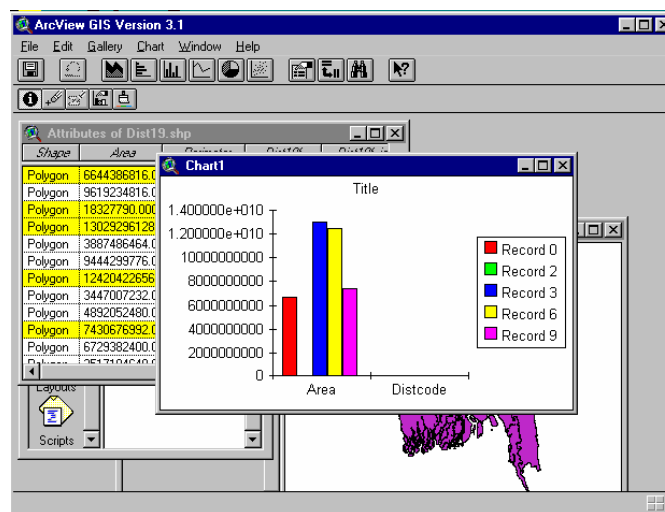 ArcView GIS Version 3.1
File Edit Gallery Chart Window Help
Attributes of Dist19.shp
Shape Area Perimeter
Polygon 6644386816.0
Polygon 9619234816.0
Polygon 18327790.000
Polygon 13029296128
Polygon 3887486464.0
Polygon 9444299776.0
Polygon 12420422656
Polygon 3447007232.0
Polygon 4892052480.0
Polygon 7430676992.0
Polygon 6729382400.0
Polygon
Chart1
Title
1.400000e+010
1.200000e+010
10000000000
8000000000
6000000000
4000000000
2000000000
0
Area Distcode
Record 0
Record 2
Record 3
Record 6
Record 9
Layouts
Scripts